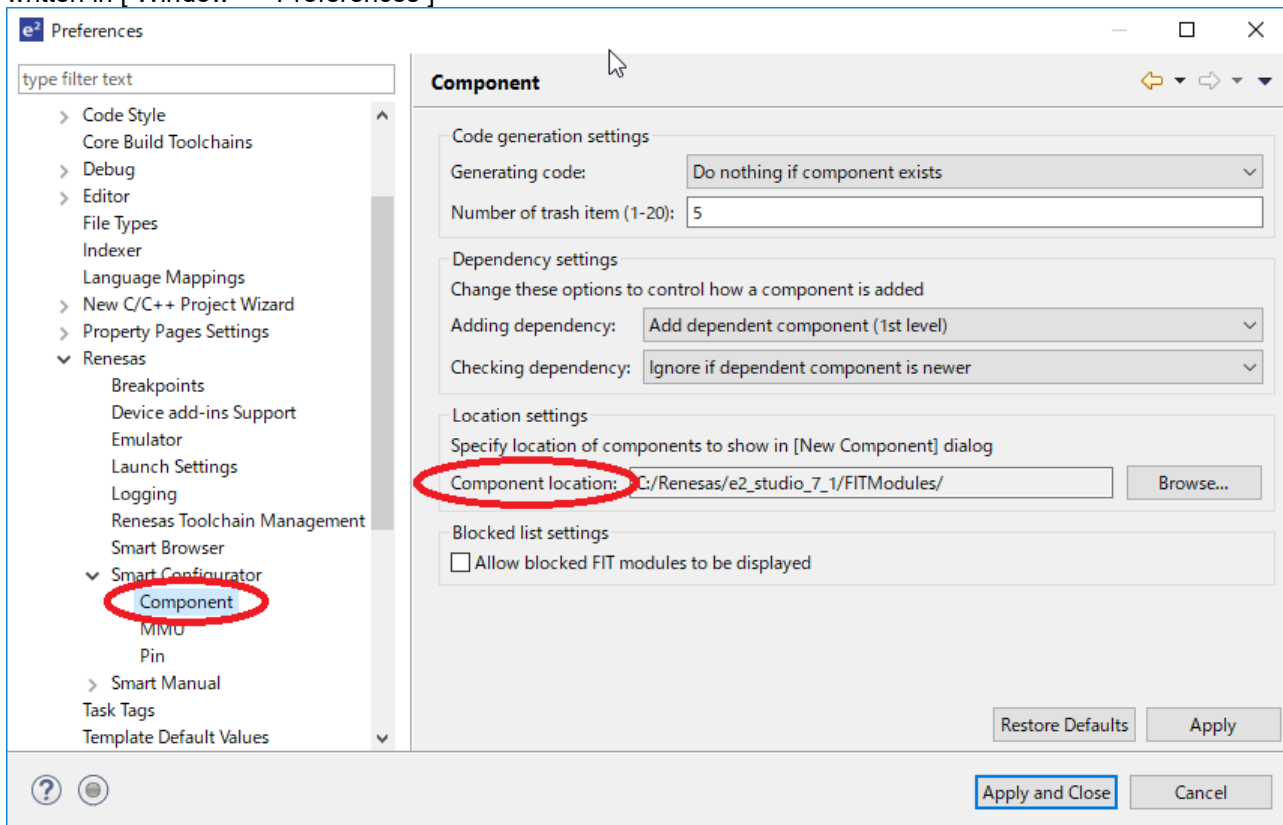 written in [ Window Preferences ]
e² Preferences
type filter text
Code Style
Core Build Toolchains
Debug
Editor
File Types
Indexer
Language Mappings
New C/C++ Project Wizard
Property Pages Settings
Renesas
Breakpoints
Device add-ins Support
Emulator
Launch Settings
Logging
Renesas Toolchain Management
Smart Browser
Smart Configurator
Component
MMU
Pin
Smart Manual
Task Tags
Template Default Values
Component
Code generation settings
Generating code: Do nothing if component exists
Number of trash item (1-20): 5
Dependency settings
Change these options to control how a component is added
Adding dependency: Add dependent component (1st level)
Checking dependency: Ignore if dependent component is newer
Location settings
Specify location of components to show in [New Component] dialog
Component location: C:/Renesas/e2_studio_7_1/FITModules/ Browse...
Blocked list settings
Allow blocked FIT modules to be displayed
Restore Defaults Apply
? Apply and Close Cancel